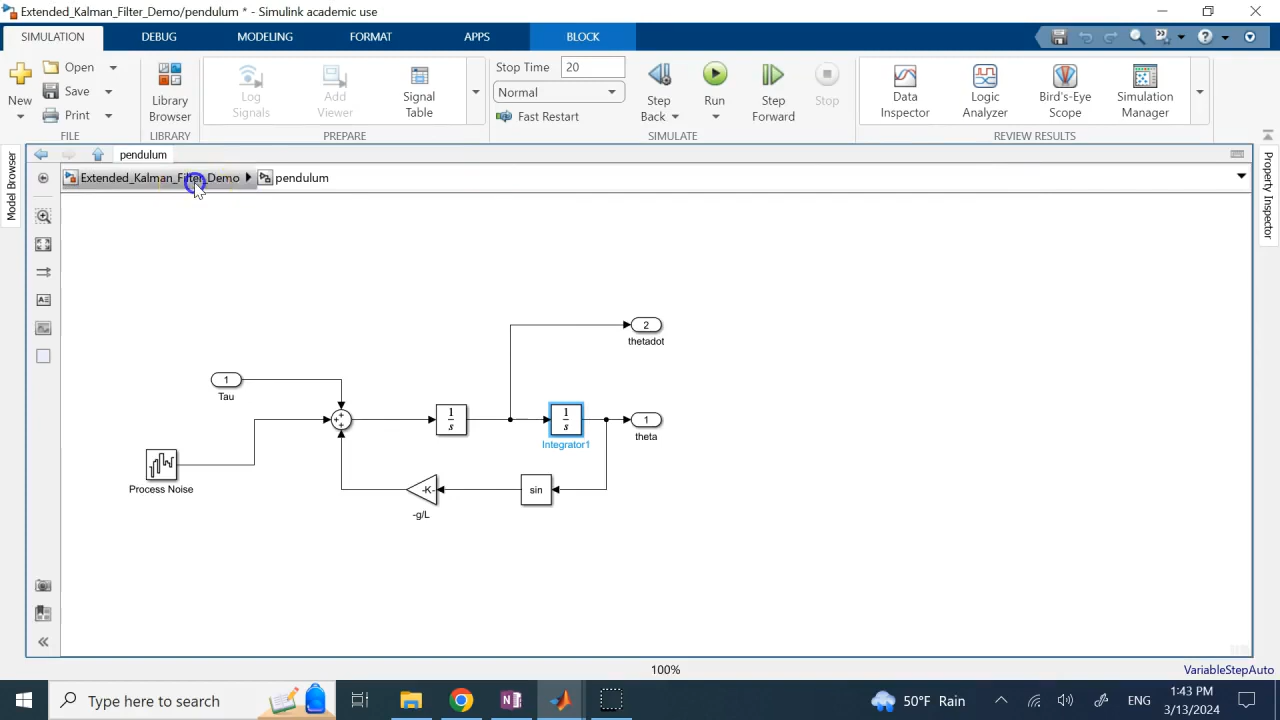 Extended_Kalman_Filter_Demo/pendulum * - Simulink academic use
SIMULATION DEBUG MODELING FORMAT APPS BLOCK
New
Open
Save
Print
FILE
Library
Browser
LIBRARY
Log
Signals
Add
Viewer
Signal
Table
PREPARE
Stop Time 20
Normal
Fast Restart
Step
Back
Run
Step
Forward
Stop
SIMULATE
Data
Inspector
Logic
Analyzer
Bird's-Eye
Scope
Simulation
Manager
REVIEW RESULTS
Model Browser
pendulum
Extended_Kalman_Filter_Demo pendulum
Property Inspector
2
thetadot
1
Tau
1
s
1
s
Integrator1
1
theta
Process Noise
-K-
-g/L
sin
100%
VariableStepAuto
Type here to search
50°F Rain
ENG
1:43 PM
3/13/2024